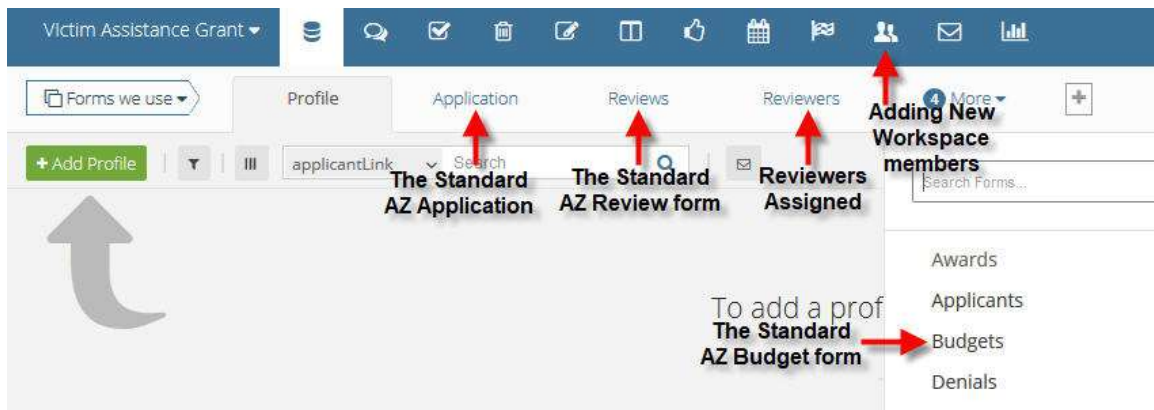 Victim Assistance Grant
Forms we use
Profile
Application
Reviews
Reviewers
4 More
+
Adding New
Workspace
members
+ Add Profile
applicantLink
Search
The Standard
AZ Application
The Standard
AZ Review form
Reviewers
Assigned
Search Forms...
Awards
Applicants
To add a prof
The Standard
AZ Budget form
Budgets
Denials